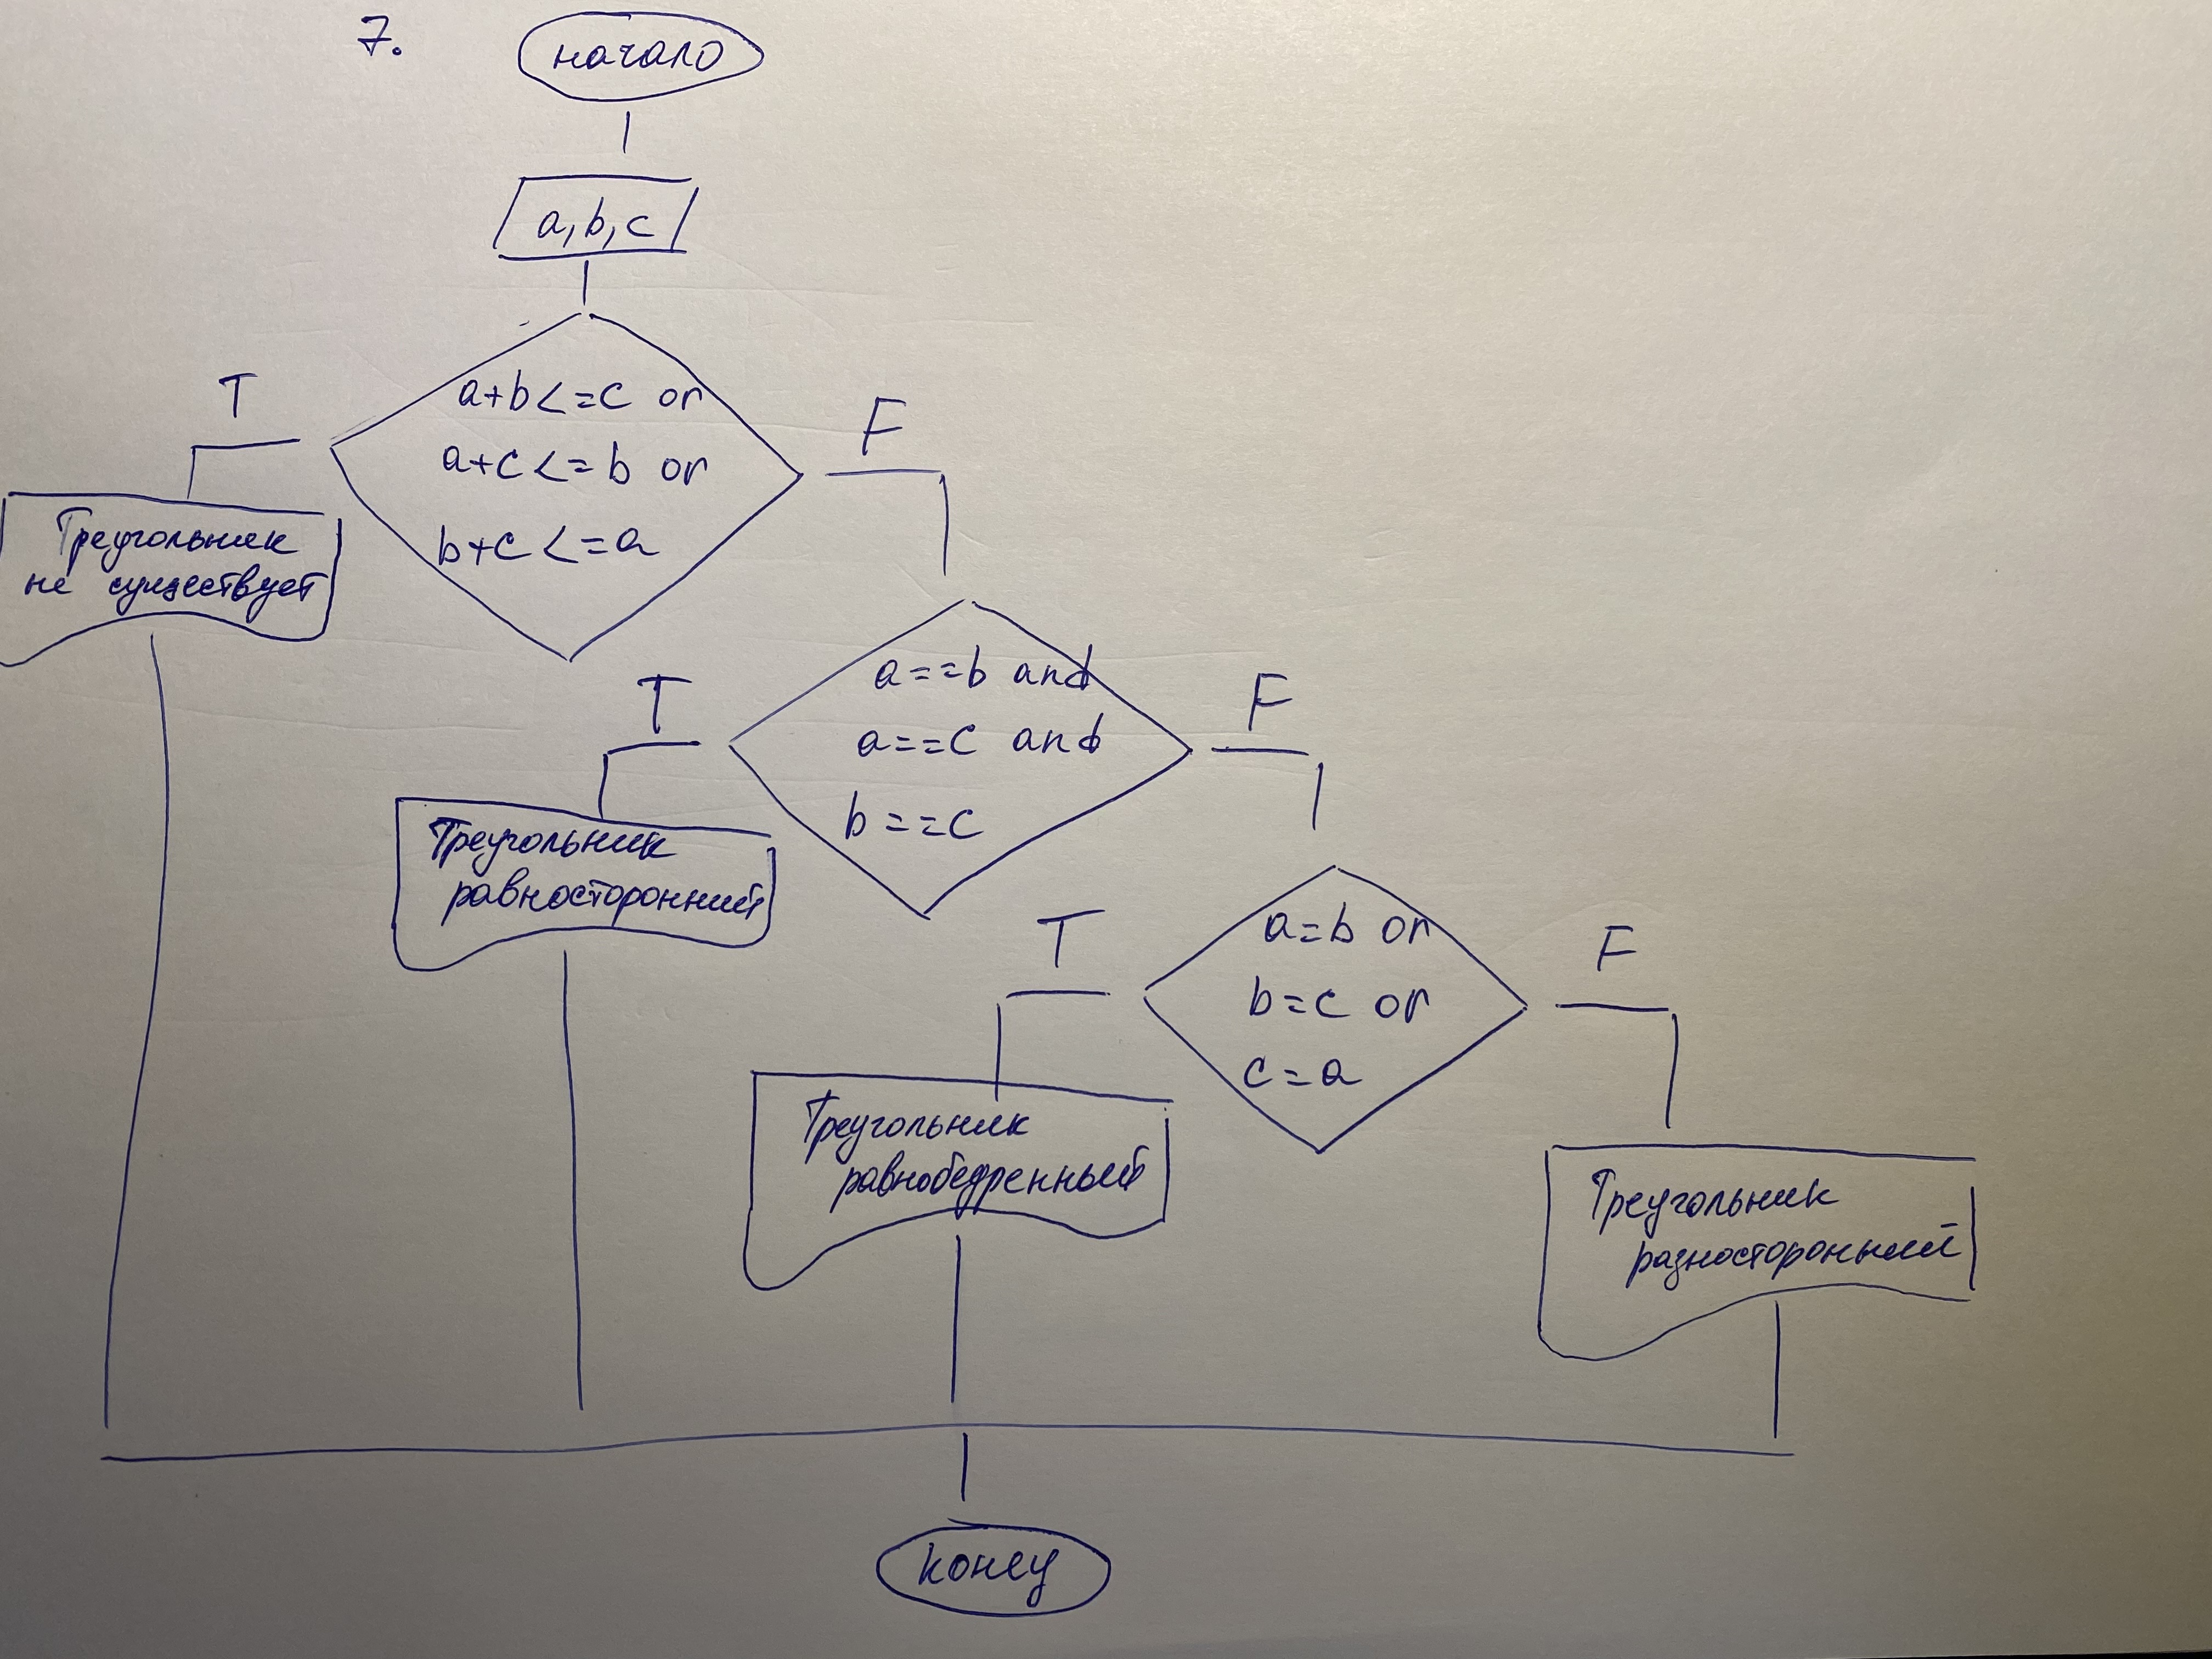 7.
начало
a,b,c
T
a+b<=c or
a+c<=b or
b+c<=a
F
Треугольник
не существует
T
a==b and
a==c and
b==c
F
Треугольник
равносторонний
T
a=b or
b=c or
c=a
F
Треугольник
равнобедренный
Треугольник
разносторонний
конец